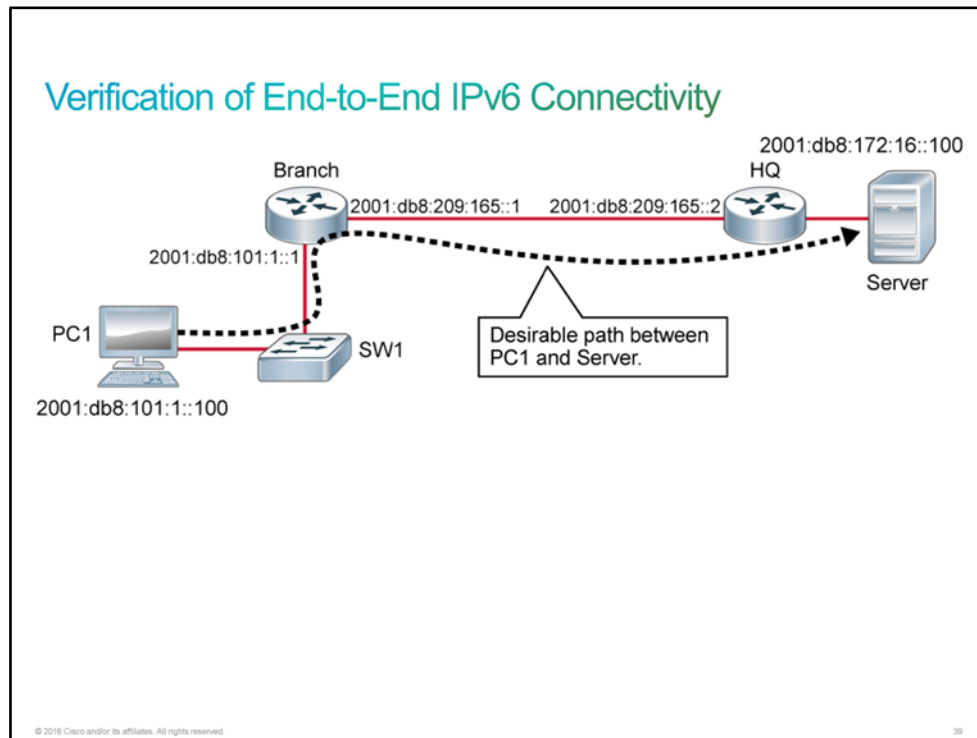 Verification of End-to-End IPv6 Connectivity
2001:db8:172:16::100
Branch
HQ
2001:db8:209:165::1
2001:db8:209:165::2
2001:db8:101:1::1
Server
PC1
SW1
Desirable path between
PC1 and Server.
2001:db8:101:1::100
© 2016 Cisco and/or its affiliates. All rights reserved.
39